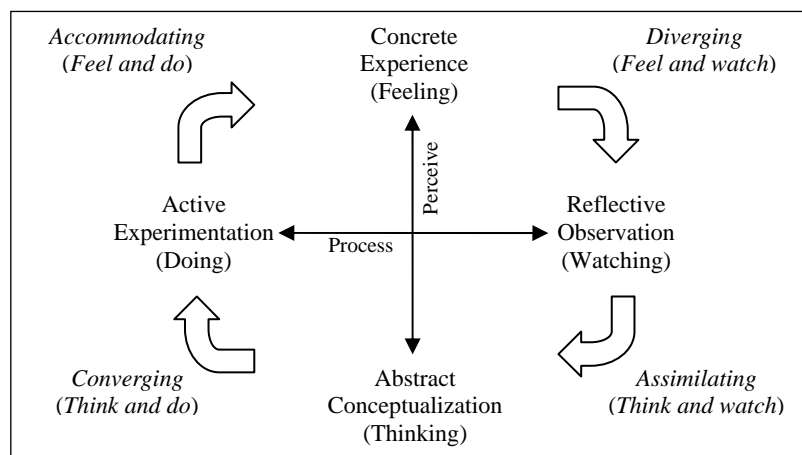 Accommodating
(Feel and do)
Concrete
Experience
(Feeling)
Diverging
(Feel and watch)
Perceive
Active
Experimentation
(Doing)
Process
Reflective
Observation
(Watching)
Converging
(Think and do)
Abstract
Conceptualization
(Thinking)
Assimilating
(Think and watch)